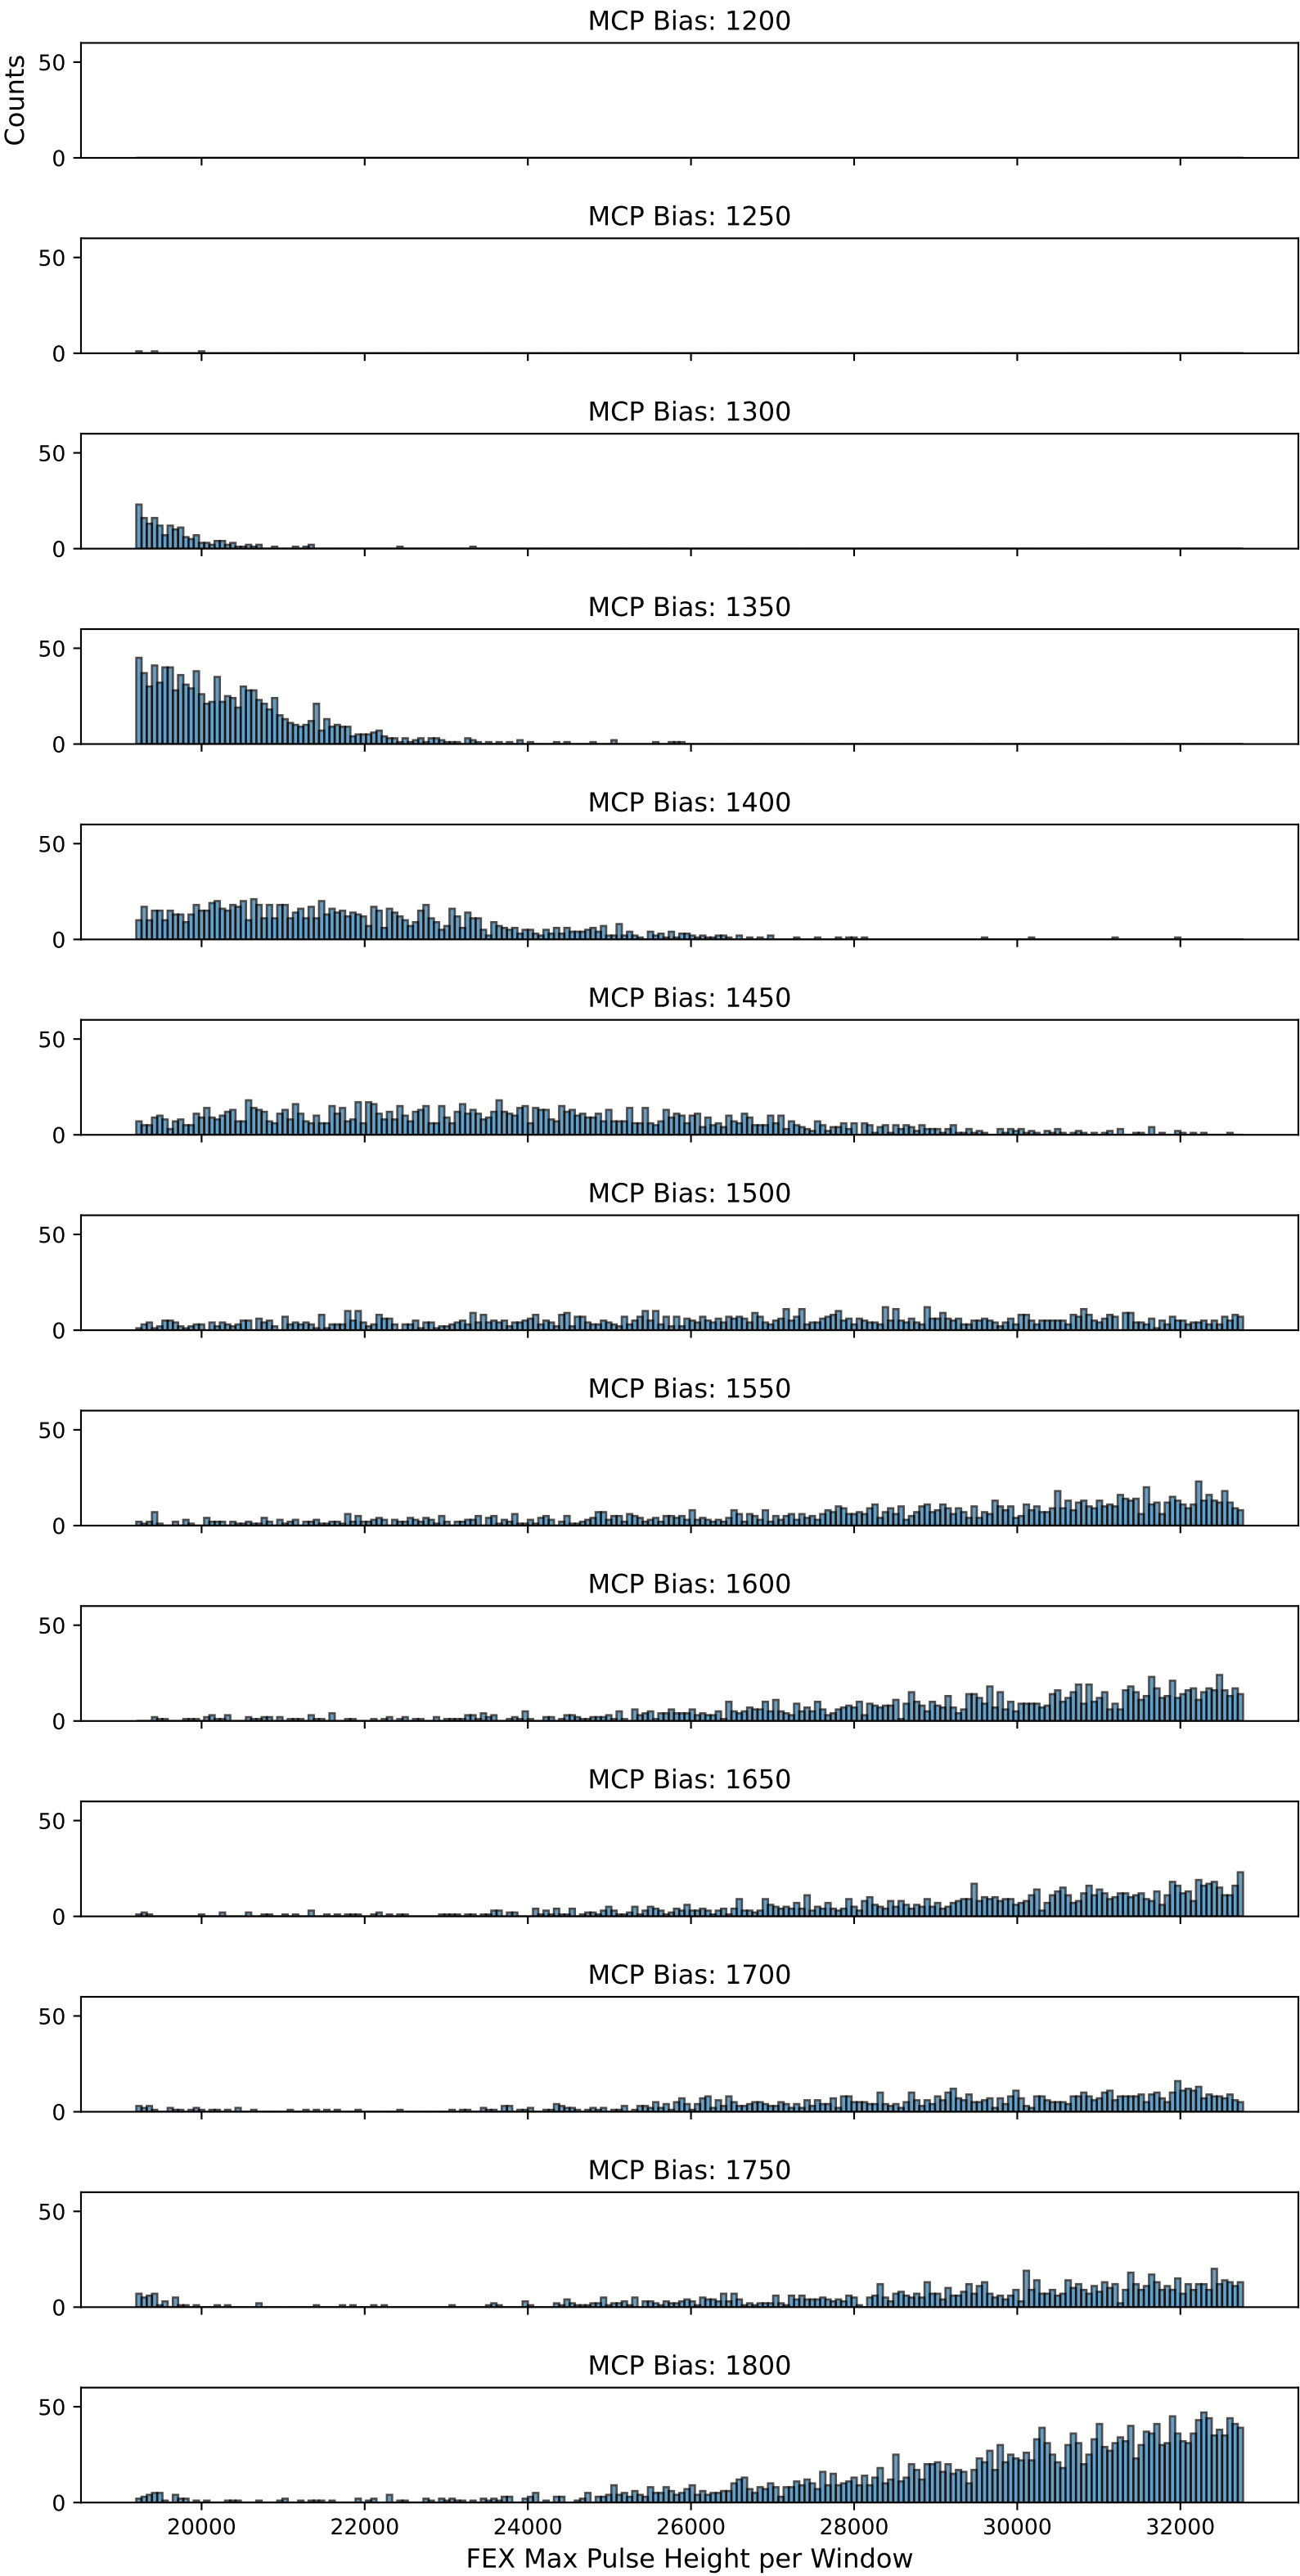 MCP Bias: 1200
Counts
50
0
MCP Bias: 1250
50
0
MCP Bias: 1300
50
0
MCP Bias: 1350
50
0
MCP Bias: 1400
50
0
MCP Bias: 1450
50
0
MCP Bias: 1500
50
0
MCP Bias: 1550
50
0
MCP Bias: 1600
50
0
MCP Bias: 1650
50
0
MCP Bias: 1700
50
0
MCP Bias: 1750
50
0
MCP Bias: 1800
50
0
20000 22000 24000 26000 28000 30000 32000
FEX Max Pulse Height per Window